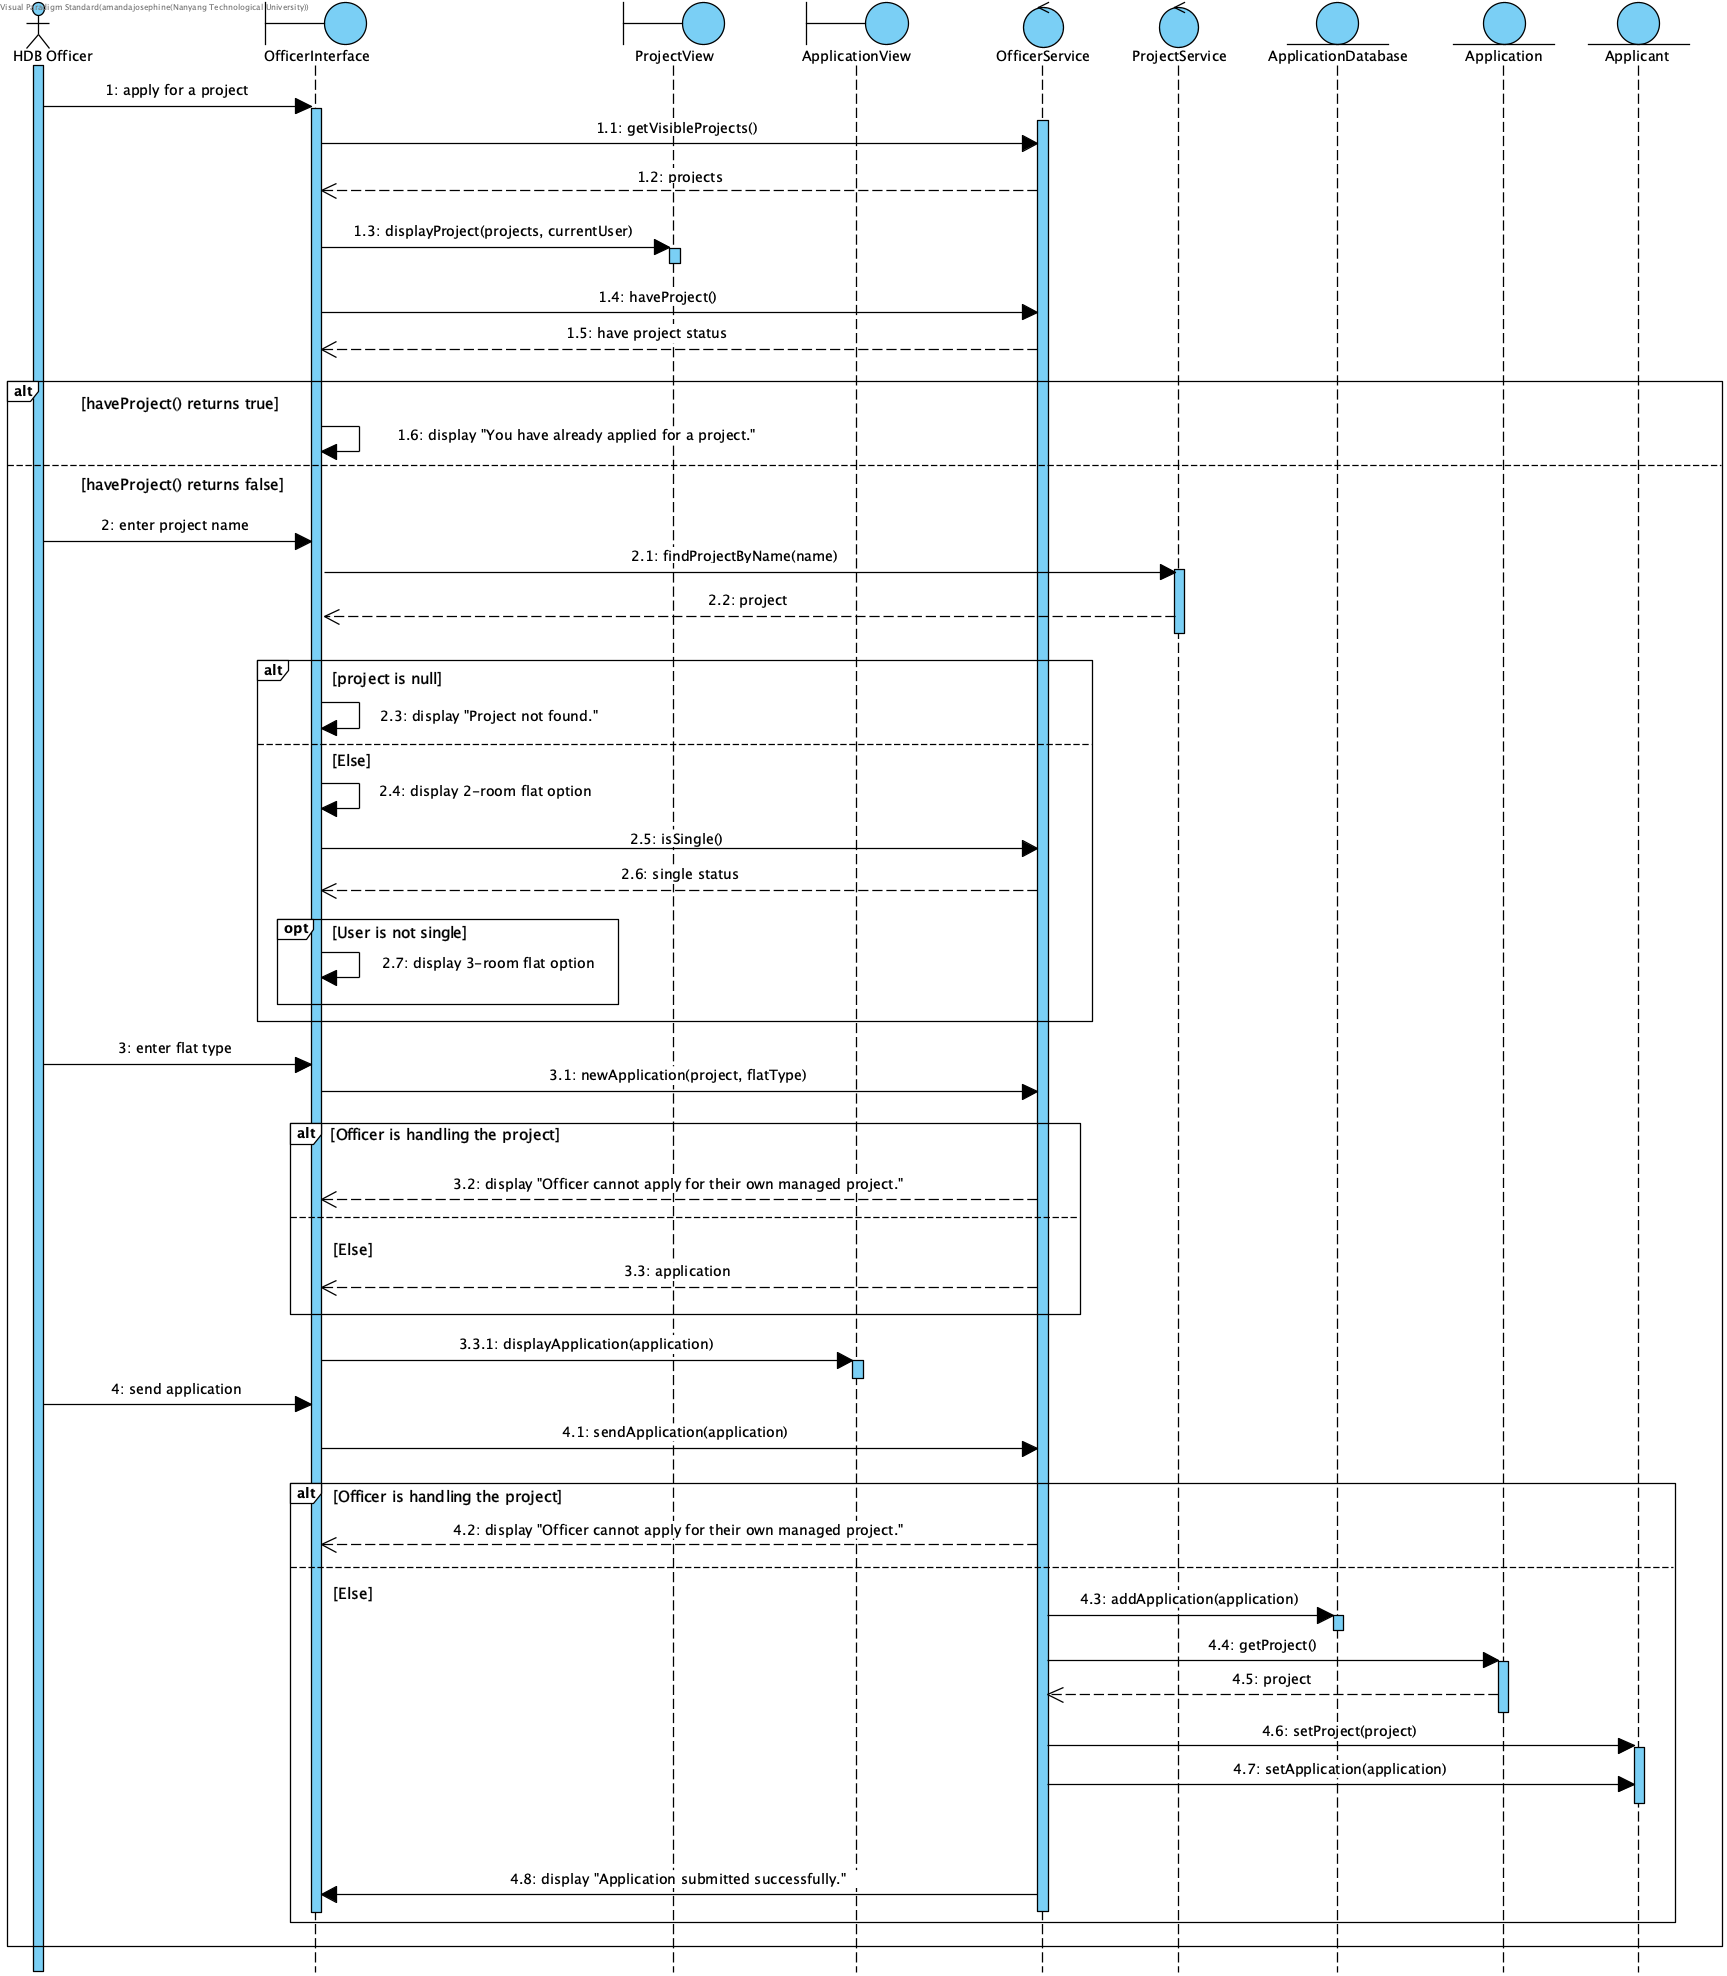 Visual Paradigm Standard(amandajosephine(Nanyang Technological University))
HDB Officer
OfficerInterface
ProjectView
ApplicationView
OfficerService
ProjectService
ApplicationDatabase
Application
Applicant
1: apply for a project
1.1: getVisibleProjects()
1.2: projects
1.3: displayProject(projects, currentUser)
1.4: haveProject()
1.5: have project status
alt
[haveProject() returns true]
1.6: display "You have already applied for a project."
[haveProject() returns false]
2: enter project name
2.1: findProjectByName(name)
2.2: project
alt
[project is null]
2.3: display "Project not found."
[Else]
2.4: display 2-room flat option
2.5: isSingle()
2.6: single status
opt
[User is not single]
2.7: display 3-room flat option
3: enter flat type
3.1: newApplication(project, flatType)
alt
[Officer is handling the project]
3.2: display "Officer cannot apply for their own managed project."
[Else]
3.3: application
3.3.1: displayApplication(application)
4: send application
4.1: sendApplication(application)
alt
[Officer is handling the project]
4.2: display "Officer cannot apply for their own managed project."
[Else]
4.3: addApplication(application)
4.4: getProject()
4.5: project
4.6: setProject(project)
4.7: setApplication(application)
4.8: display "Application submitted successfully."